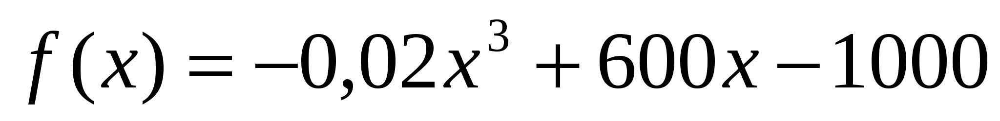 f(x) = −0,02x³ + 600x − 1000